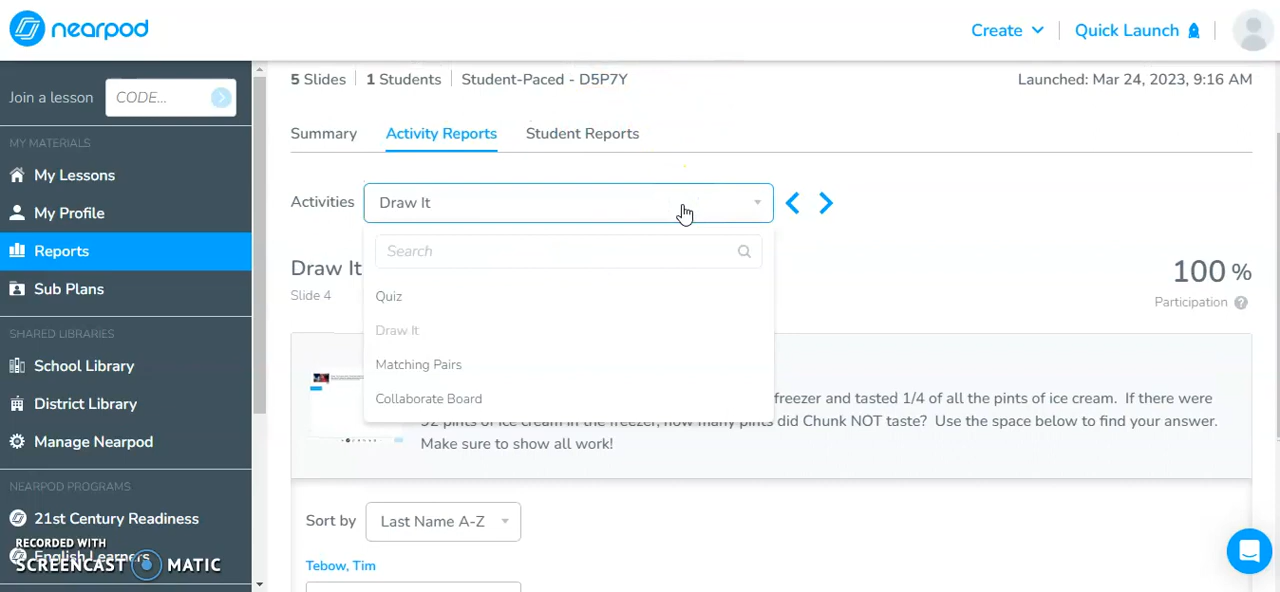 nearpod
Create
Quick Launch
Join a lesson
CODE...
MY MATERIALS
My Lessons
My Profile
Reports
Sub Plans
SHARED LIBRARIES
School Library
District Library
Manage Nearpod
NEARPOD PROGRAMS
21st Century Readiness
English Learners
RECORDED WITH
SCREENCAST MATIC
5 Slides 1 Students Student-Paced - D5P7Y
Launched: Mar 24, 2023, 9:16 AM
Summary Activity Reports Student Reports
Activities Draw It
Search
Quiz
Draw It
Matching Pairs
Collaborate Board
Draw It
Slide 4
100 %
Participation ?
freezer and tasted 1/4 of all the pints of ice cream. If there were
92 pints of ice cream in the freezer, how many pints did Chunk NOT taste? Use the space below to find your answer.
Make sure to show all work!
Sort by Last Name A-Z
Tebow, Tim